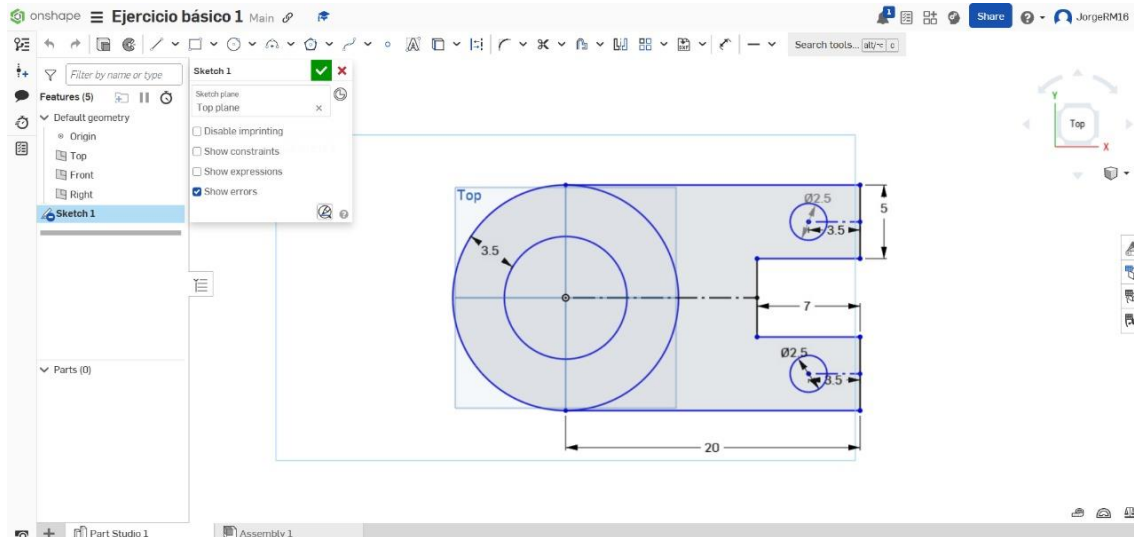 onshape Ejercicio básico 1 Main Share JorgeRM16
1
Search tools... alt/⌥ c
Filter by name or type
Features (5)
Default geometry
Origin
Top
Front
Right
Sketch 1
Parts (0)
Sketch 1
Sketch plane
Top plane
Disable imprinting
Show constraints
Show expressions
Show errors
Y
Top
X
Top
Ø2.5
5
3.5
3.5
7
Ø2.5
3.5
20
Part Studio 1 Assembly 1